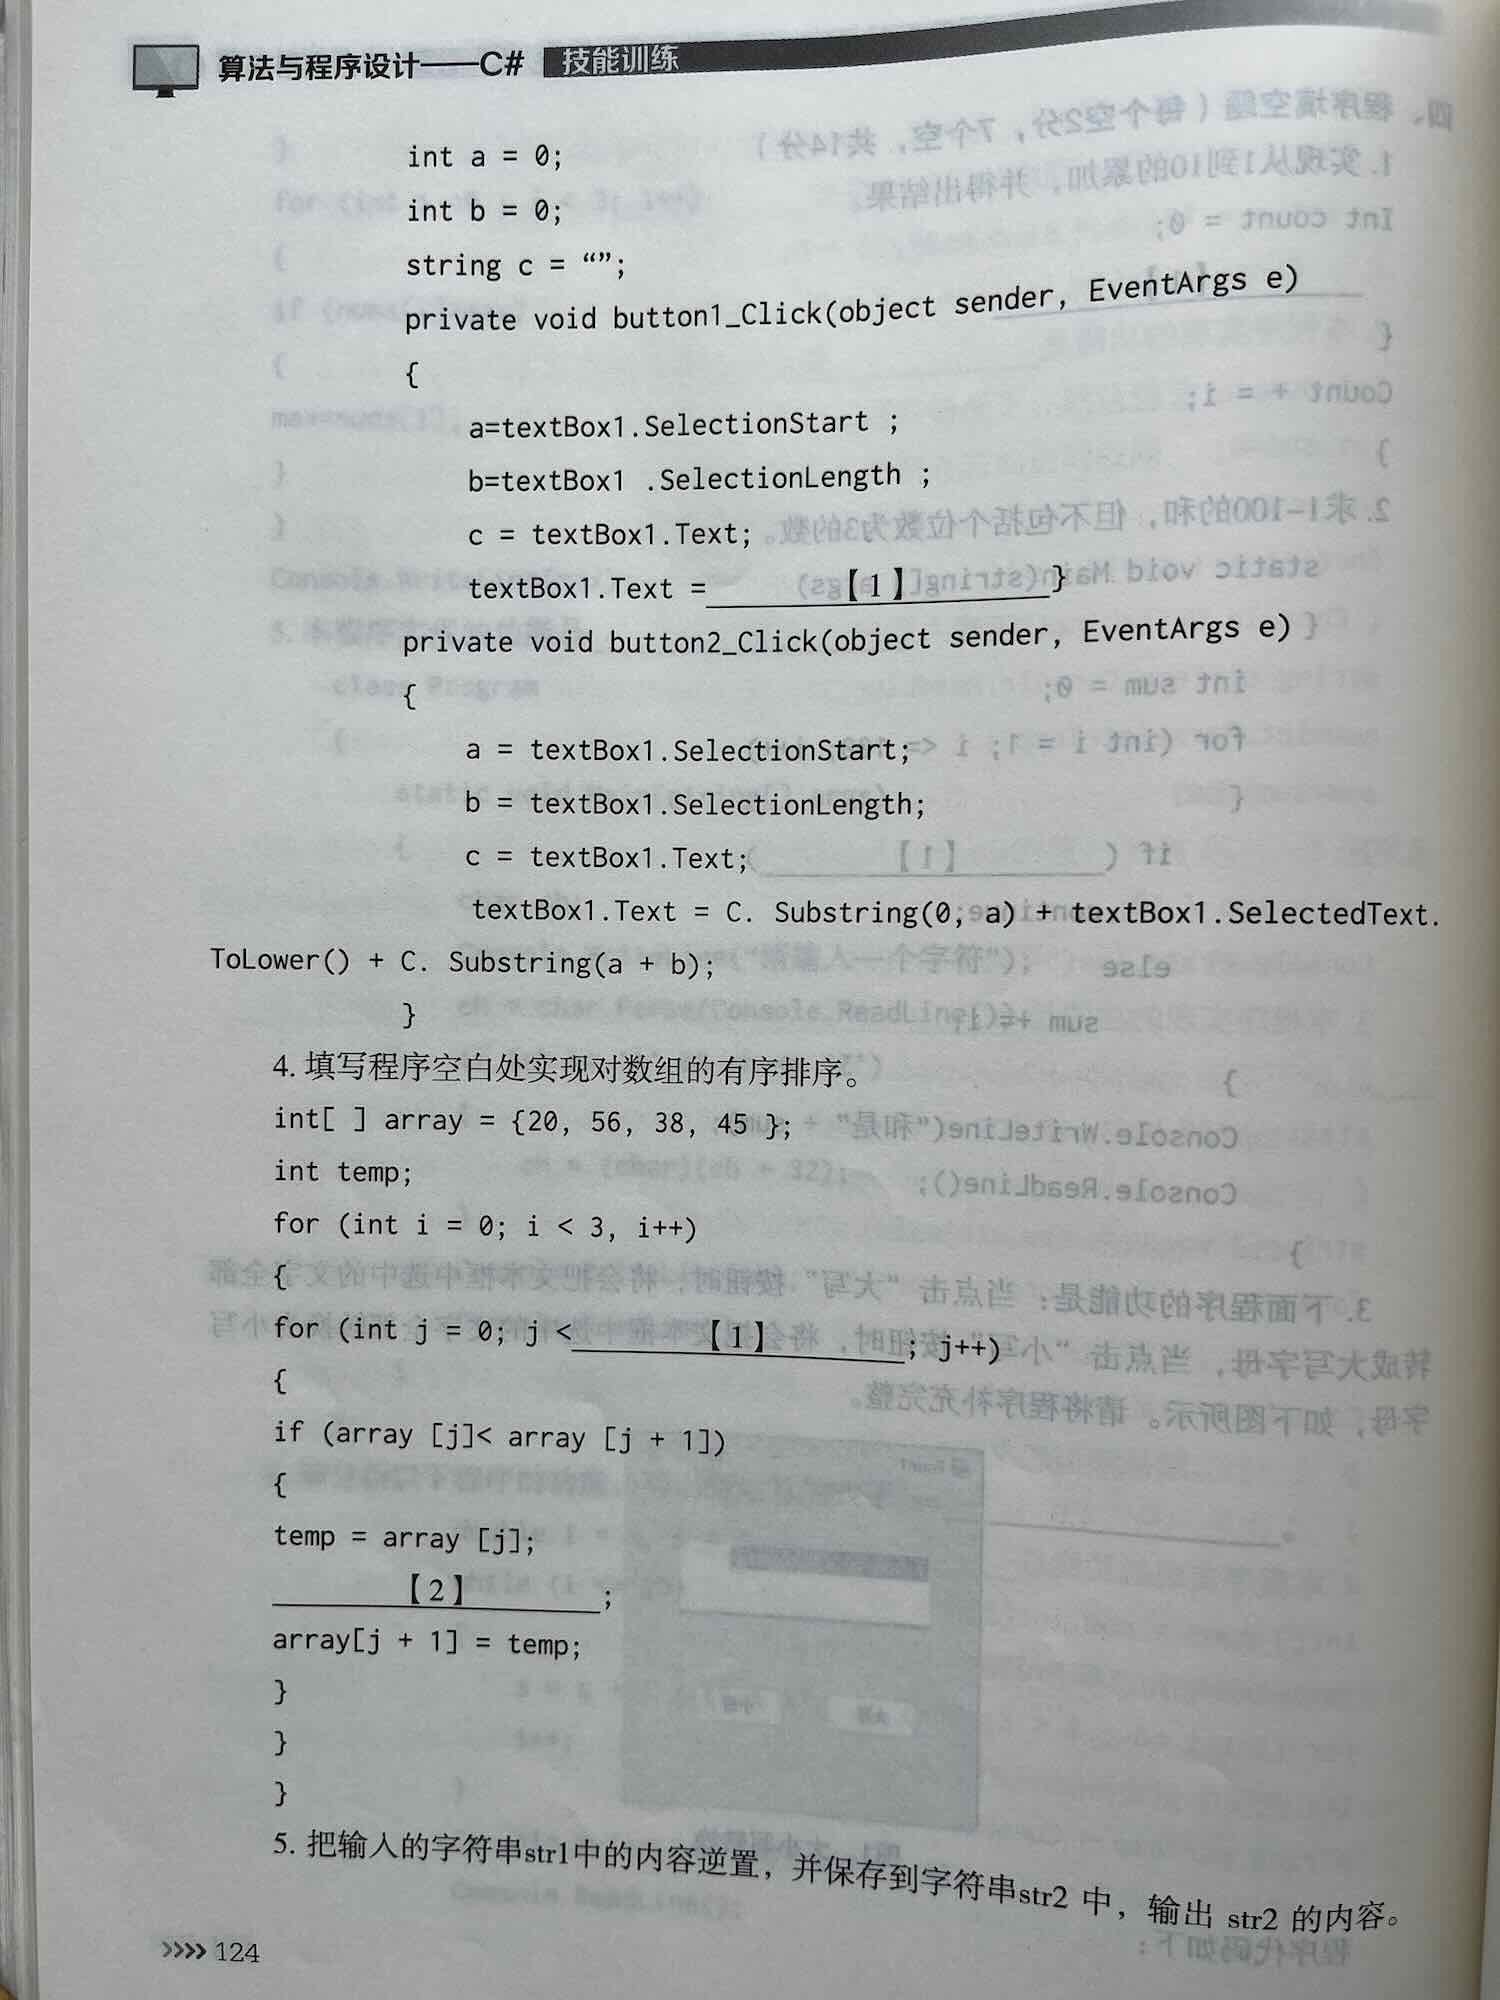 算法与程序设计——C# 技能训练
int a = 0;
int b = 0;
string c = “”;
private void button1_Click(object sender, EventArgs e)
{
a=textBox1.SelectionStart ;
b=textBox1 .SelectionLength ;
c = textBox1.Text;
textBox1.Text =【1】}
private void button2_Click(object sender, EventArgs e)
{
a = textBox1.SelectionStart;
b = textBox1.SelectionLength;
c = textBox1.Text;
textBox1.Text = C. Substring(0, a) + textBox1.SelectedText.
ToLower() + C. Substring(a + b);
}
4. 填写程序空白处实现对数组的有序排序。
int[ ] array = {20, 56, 38, 45 };
int temp;
for (int i = 0; i < 3, i++)
{
for (int j = 0; j <【1】; j++)
{
if (array [j]< array [j + 1])
{
temp = array [j];
【2】;
array[j + 1] = temp;
}
}
}
5. 把输入的字符串str1中的内容逆置，并保存到字符串str2 中，输出 str2 的内容。
>>>> 124